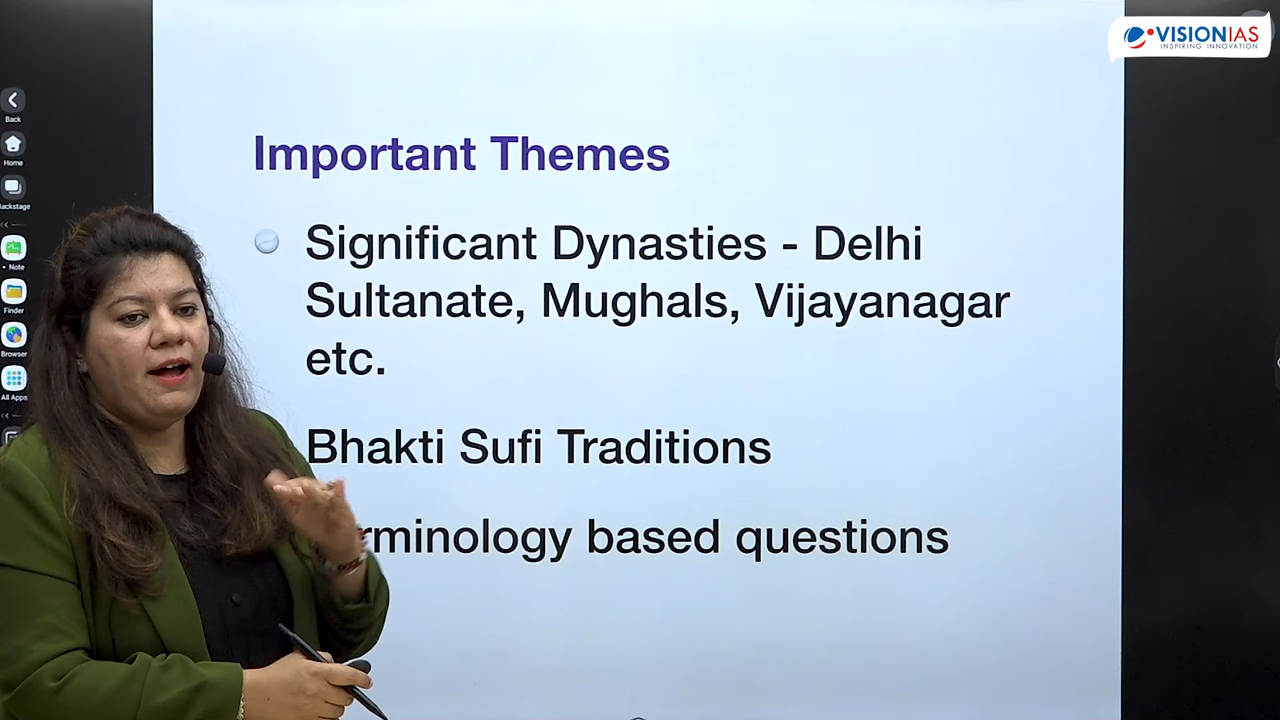 VISIONIAS
INSPIRING INNOVATION
Back
Home
Backstage
Note
Finder
Browser
All Apps
Important Themes
Significant Dynasties - Delhi
Sultanate, Mughals, Vijayanagar
etc.
Bhakti Sufi Traditions
based questions